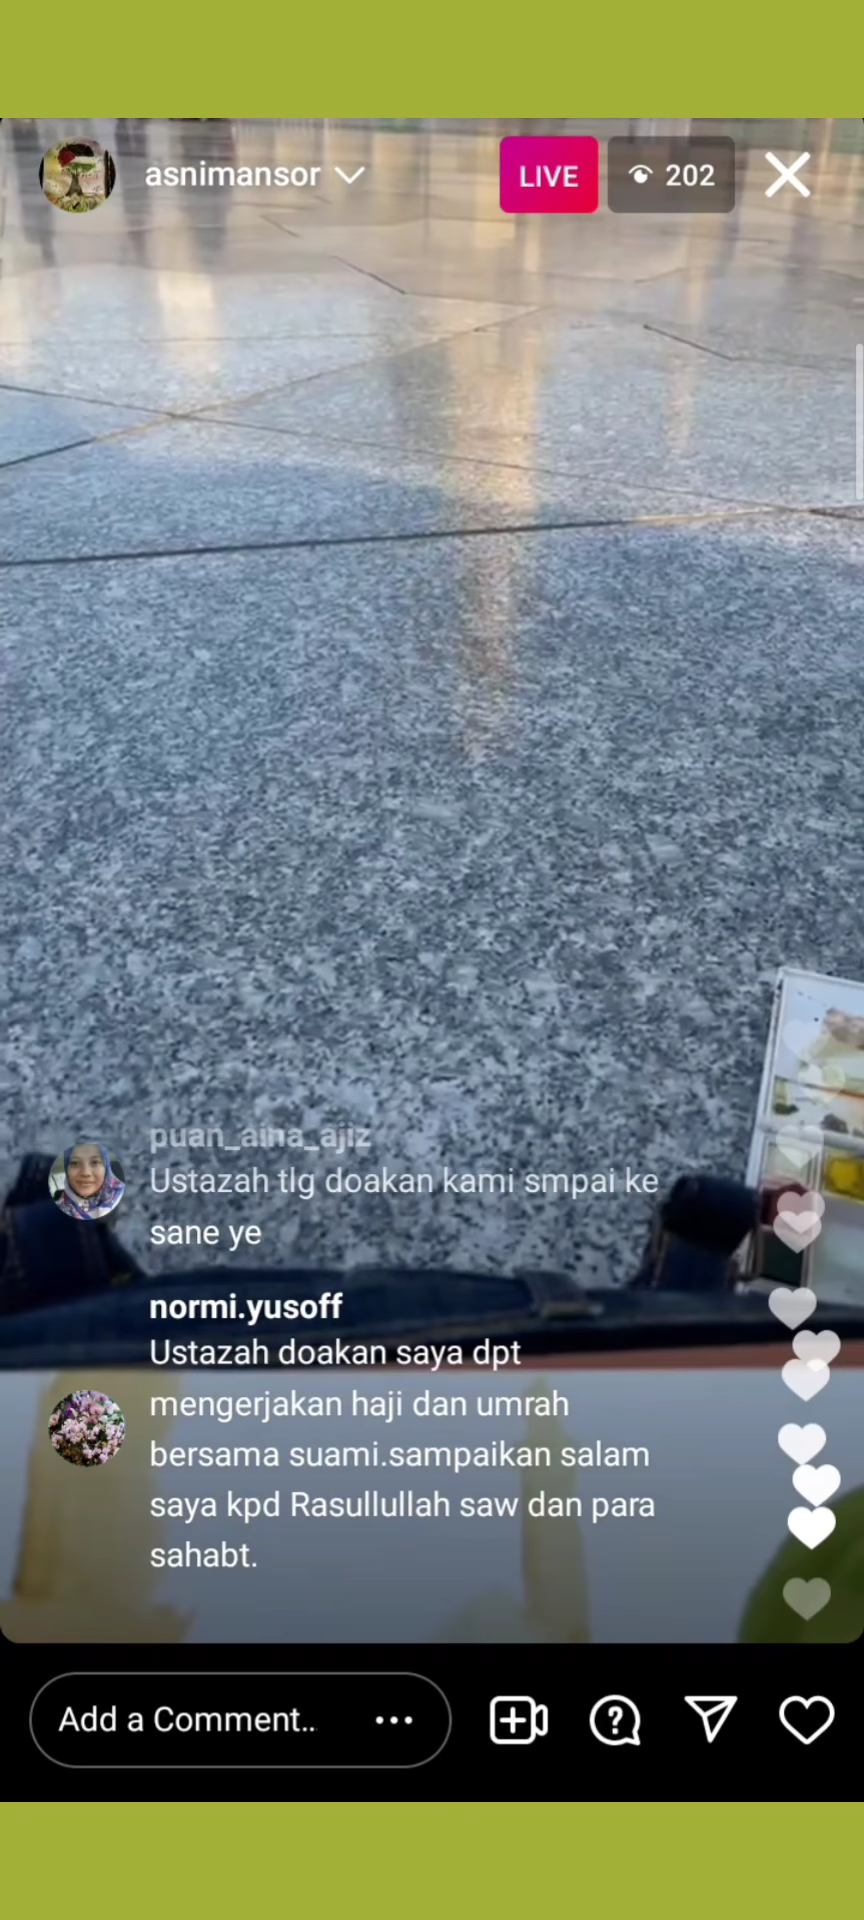 asnimansor
LIVE
202
puan_aina_ajiz
Ustazah tlg doakan kami smpai ke
sane ye
normi.yusoff
Ustazah doakan saya dpt
mengerjakan haji dan umrah
bersama suami.sampaikan salam
saya kpd Rasullullah saw dan para
sahabt.
Add a Comment..